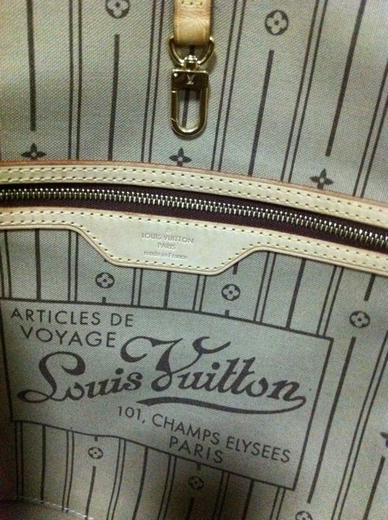 LOUIS VUITTON
PARIS
made in France
ARTICLES DE
VOYAGE
Louis Vuitton
101, CHAMPS ELYSEES
PARIS